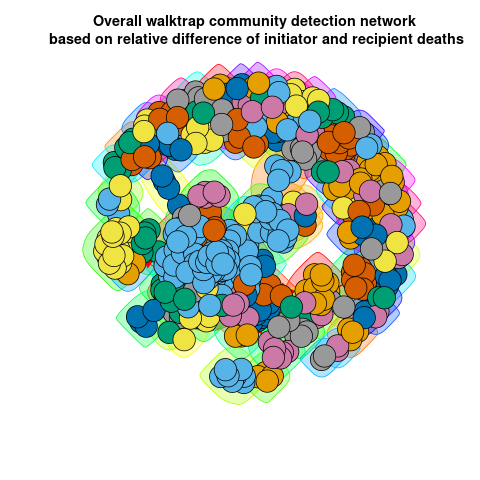 Overall walktrap community detection network
based on relative difference of initiator and recipient deaths